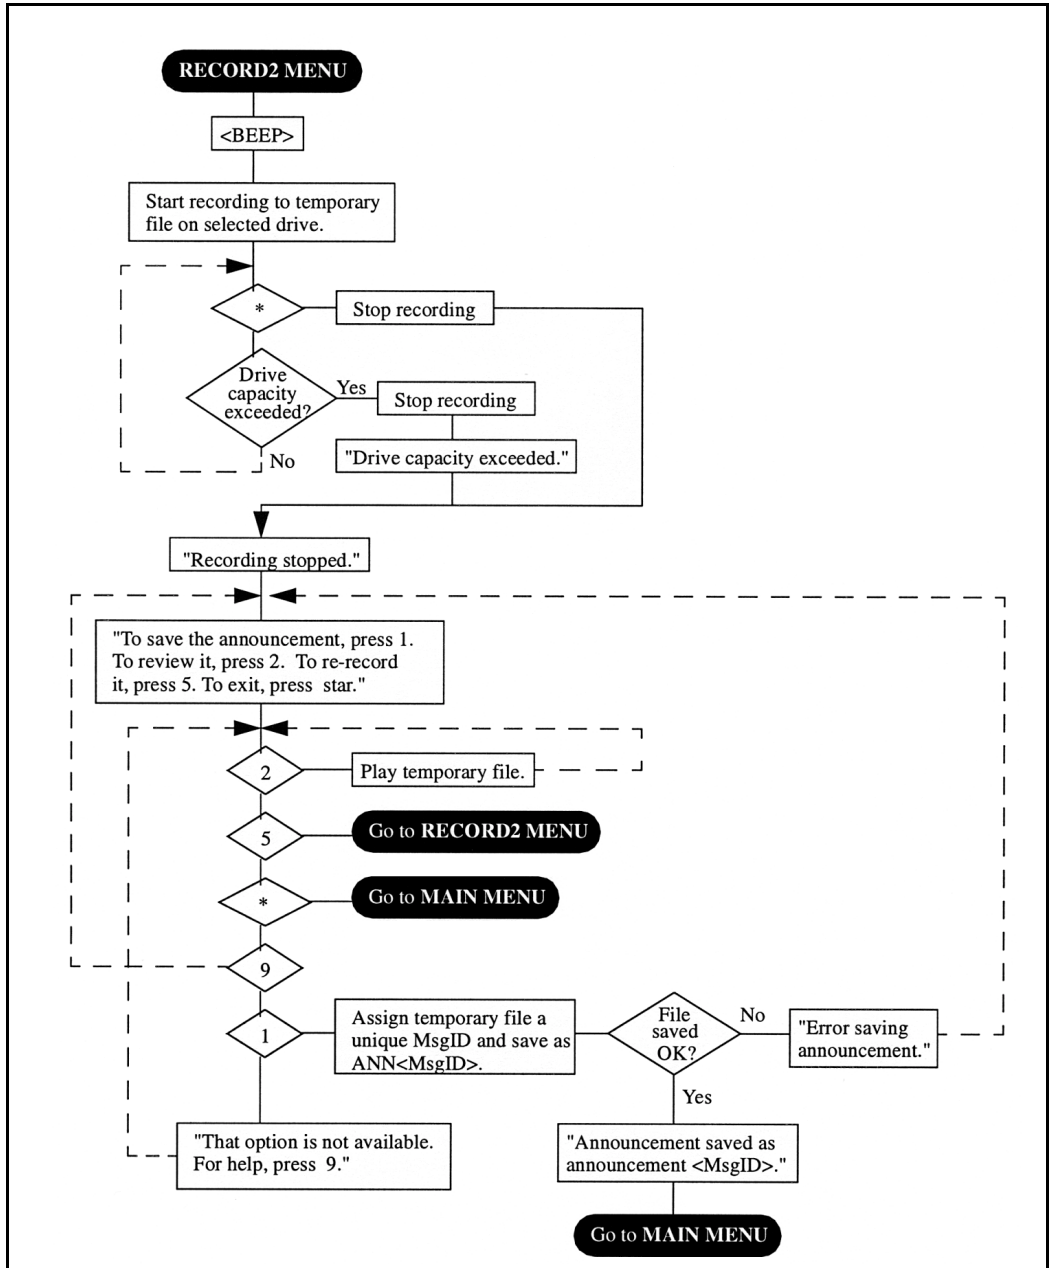 RECORD2 MENU
<BEEP>
Start recording to temporary
file on selected drive.
*
Stop recording
Drive
capacity
exceeded?
Yes
Stop recording
No
"Drive capacity exceeded."
"Recording stopped."
"To save the announcement, press 1.
To review it, press 2. To re-record
it, press 5. To exit, press star."
2
Play temporary file.
5
Go to RECORD2 MENU
*
Go to MAIN MENU
9
1
Assign temporary file a
unique MsgID and save as
ANN<MsgID>.
File
saved
OK?
No
"Error saving
announcement."
Yes
"That option is not available.
For help, press 9."
"Announcement saved as
announcement <MsgID>."
Go to MAIN MENU